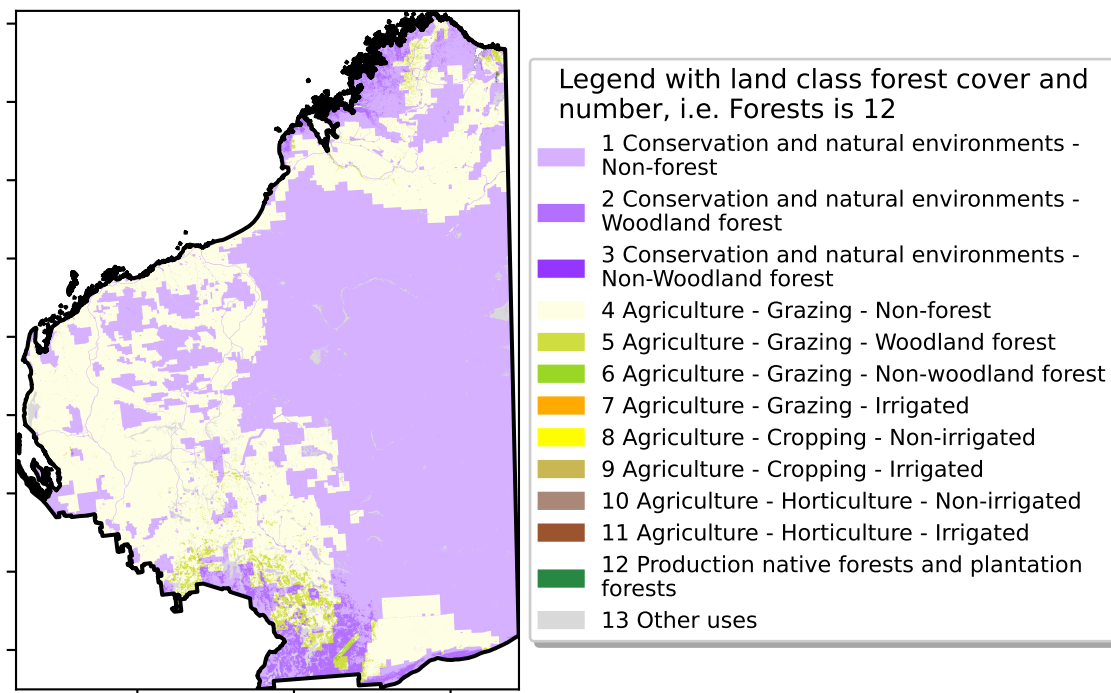 Legend with land class forest cover and
number, i.e. Forests is 12
1 Conservation and natural environments -
Non-forest
2 Conservation and natural environments -
Woodland forest
3 Conservation and natural environments -
Non-Woodland forest
4 Agriculture - Grazing - Non-forest
5 Agriculture - Grazing - Woodland forest
6 Agriculture - Grazing - Non-woodland forest
7 Agriculture - Grazing - Irrigated
8 Agriculture - Cropping - Non-irrigated
9 Agriculture - Cropping - Irrigated
10 Agriculture - Horticulture - Non-irrigated
11 Agriculture - Horticulture - Irrigated
12 Production native forests and plantation
forests
13 Other uses